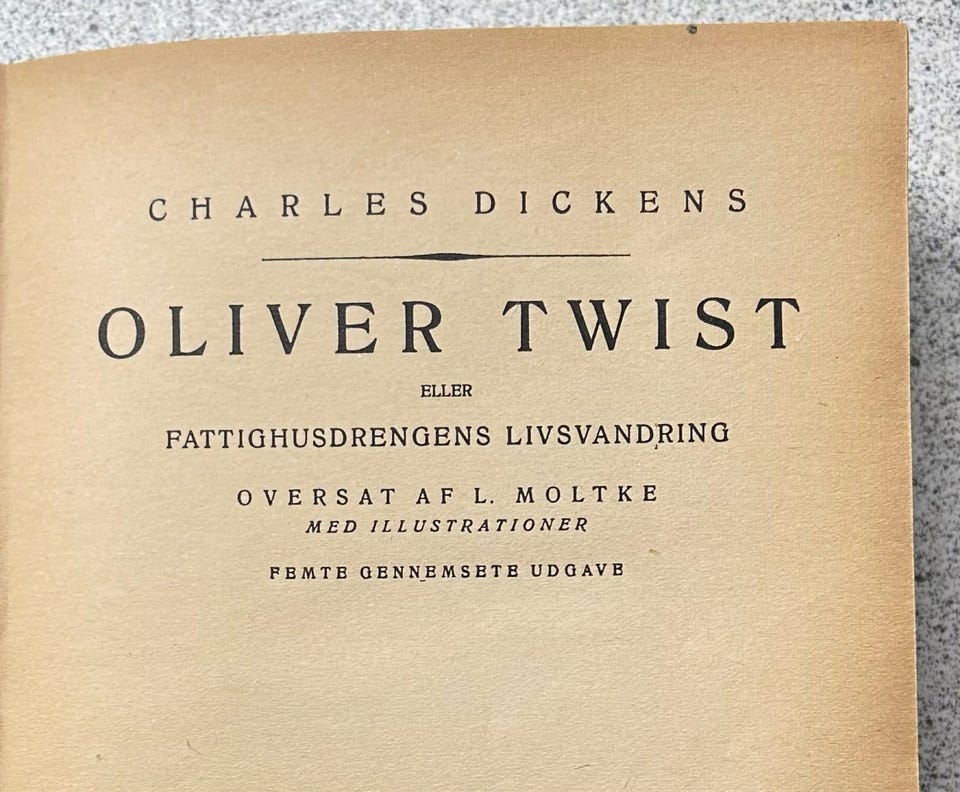 CHARLES DICKENS
OLIVER TWIST
ELLER
FATTIGHUSDRENGENS LIVSVANDRING
OVERSAT AF L. MOLTKE
MED ILLUSTRATIONER
FEMTE GENNEMSETE UDGAVE